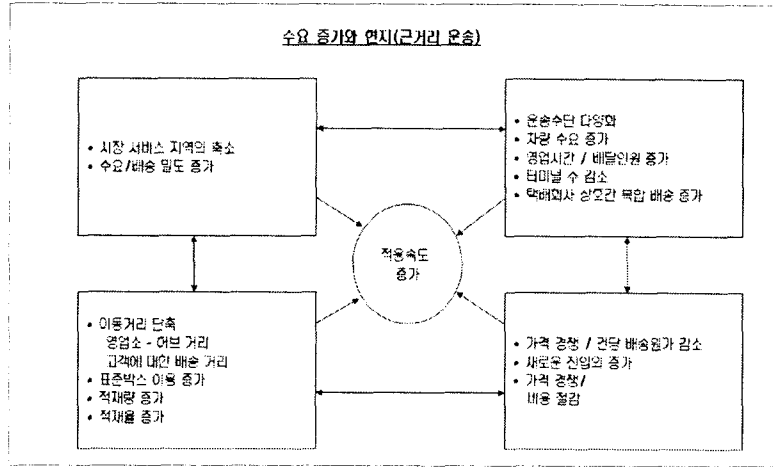 수요 증가와 현지(근거리 운송)
• 시장 서비스 지역의 축소
• 수요/배송 밀도 증가
• 운송수단 다양화
• 차량 수요 증가
• 영업시간 / 배달인원 증가
• 터미널 수 감소
• 택배회사 상호간 복합 배송 증가
적응속도
증가
• 이동거리 단축
영업소 - 허브 거리
고객에 대한 배송 거리
• 표준박스 이용 증가
• 적재량 증가
• 적재율 증가
• 가격 경쟁 / 건당 배송원가 감소
• 새로운 진입의 증가
• 가격 경쟁/
비용 절감